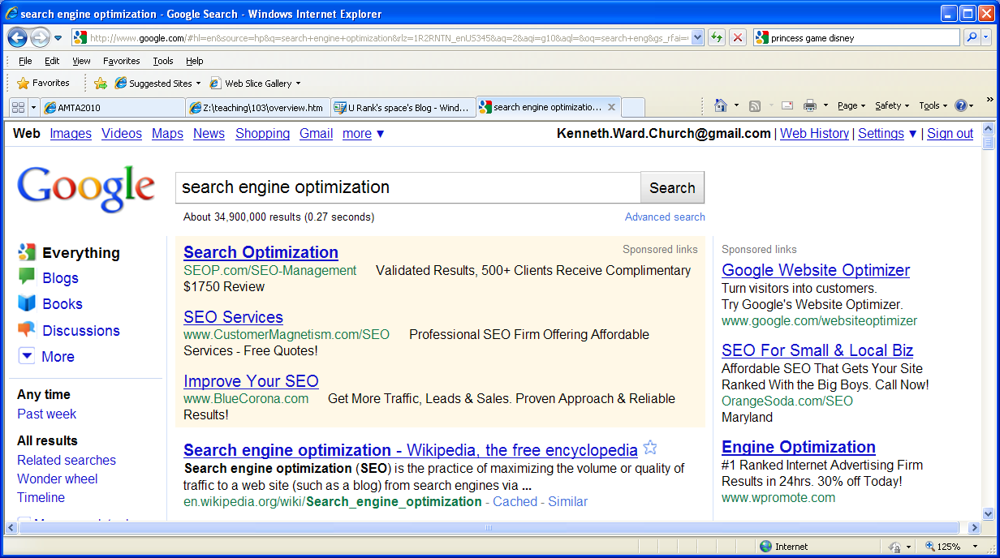 search engine optimization - Google Search - Windows Internet Explorer
http://www.google.com/#hl=en&source=hp&q=search+engine+optimization&rlz=1R2RNTN_enUS345&aq=2&aqi=g10&aql=&oq=search+eng&gs_rfai=
princess game disney
File Edit View Favorites Tools Help
Favorites Suggested Sites Web Slice Gallery
AMTA2010 Z:\teaching\103\overview.htm U Rank's space's Blog - Wind... search engine optimizatio... Page Safety Tools
Web Images Videos Maps News Shopping Gmail more ▼ Kenneth.Ward.Church@gmail.com | Web History | Settings ▼ | Sign out
Google
search engine optimization Search
About 34,900,000 results (0.27 seconds) Advanced search
Everything
Blogs
Books
Discussions
More
Any time
Past week
All results
Related searches
Wonder wheel
Timeline
Search Optimization Sponsored links
SEOP.com/SEO-Management Validated Results, 500+ Clients Receive Complimentary
$1750 Review
SEO Services
www.CustomerMagnetism.com/SEO Professional SEO Firm Offering Affordable
Services - Free Quotes!
Improve Your SEO
www.BlueCorona.com Get More Traffic, Leads & Sales. Proven Approach & Reliable
Results!
Search engine optimization - Wikipedia, the free encyclopedia
Search engine optimization (SEO) is the practice of maximizing the volume or quality of
traffic to a web site (such as a blog) from search engines via ...
en.wikipedia.org/wiki/Search_engine_optimization - Cached - Similar
Sponsored links
Google Website Optimizer
Turn visitors into customers.
Try Google's Website Optimizer.
www.google.com/websiteoptimizer
SEO For Small & Local Biz
Affordable SEO That Gets Your Site
Ranked With the Big Boys. Call Now!
OrangeSoda.com/SEO
Maryland
Engine Optimization
#1 Ranked Internet Advertising Firm
Results in 24hrs. 30% off Today!
www.wpromote.com
Internet 125%